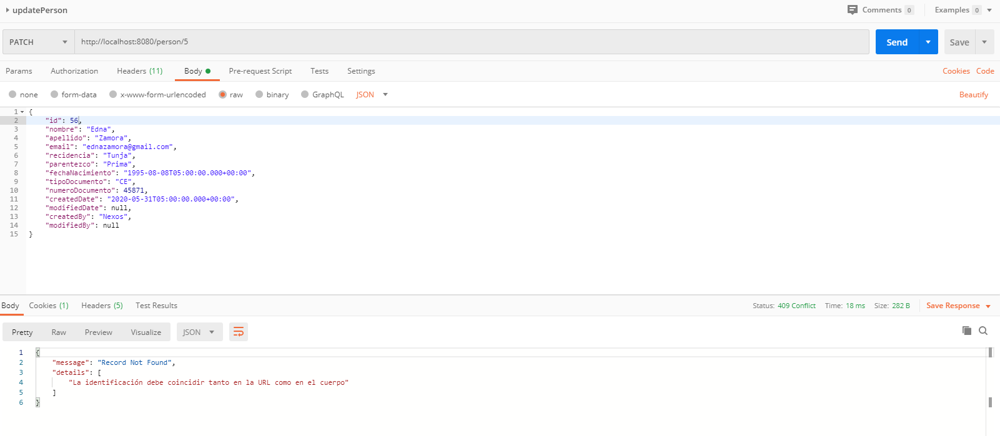 updatePerson
Comments 0 Examples 0
PATCH http://localhost:8080/person/5 Send Save
Params Authorization Headers (11) Body Pre-request Script Tests Settings Cookies Code
none form-data x-www-form-urlencoded raw binary GraphQL JSON Beautify
1 {
2 "id": 56,
3 "nombre": "Edna",
4 "apellido": "Zamora",
5 "email": "ednazamora@gmail.com",
6 "recidencia": "Tunja",
7 "parentezco": "Prima",
8 "fechaNacimiento": "1995-08-08T05:00:00.000+00:00",
9 "tipoDocumento": "CE",
10 "numeroDocumento": 45871,
11 "createdDate": "2020-05-31T05:00:00.000+00:00",
12 "modifiedDate": null,
13 "createdBy": "Nexos",
14 "modifiedBy": null
15 }
Body Cookies (1) Headers (5) Test Results Status: 409 Conflict Time: 18 ms Size: 282 B Save Response
Pretty Raw Preview Visualize JSON
1 {
2 "message": "Record Not Found",
3 "details": [
4 "La identificación debe coincidir tanto en la URL como en el cuerpo"
5 ]
6 }